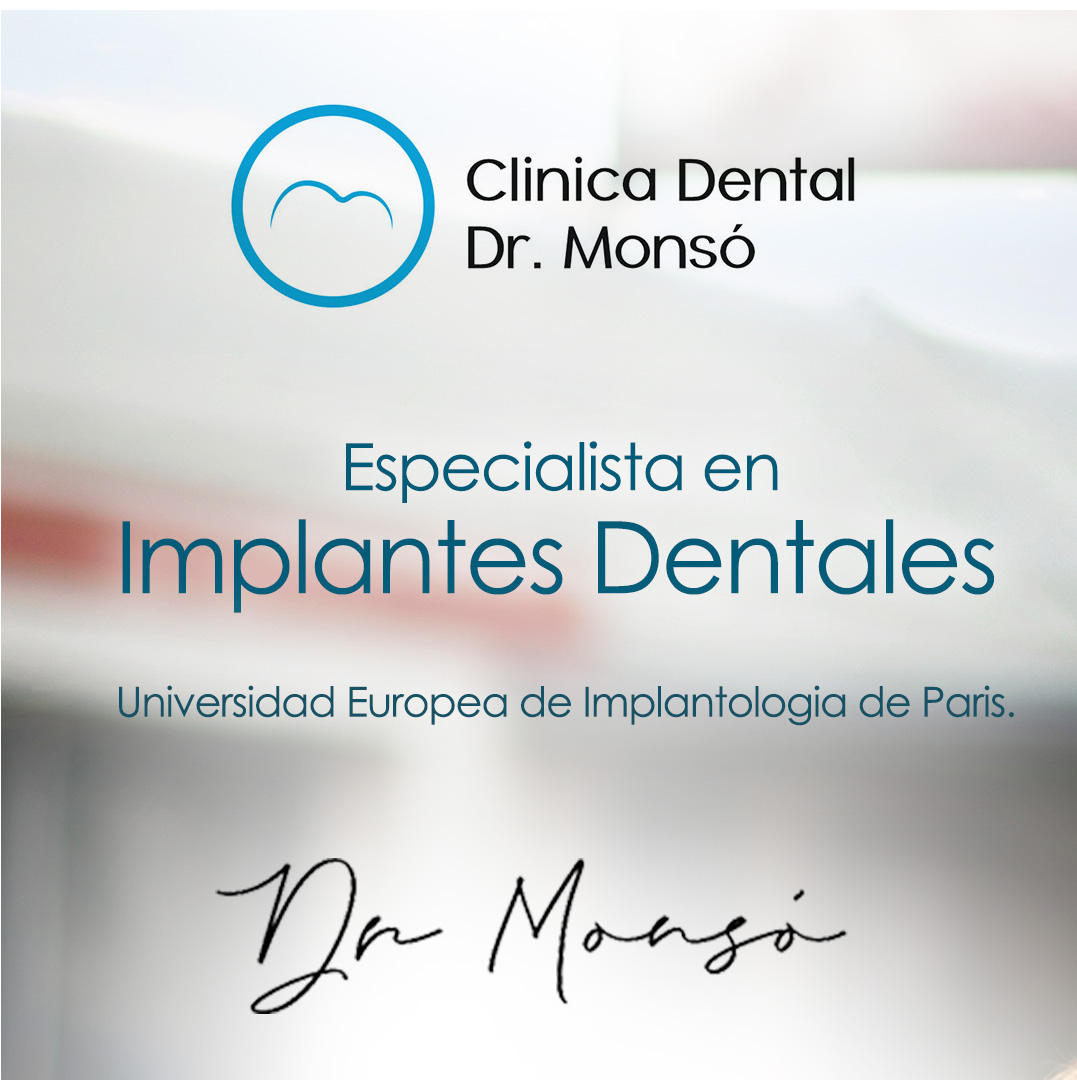 Clinica Dental
Dr. Monsó
Especialista en
Implantes Dentales
Universidad Europea de Implantologia de Paris.
Dr Monsó